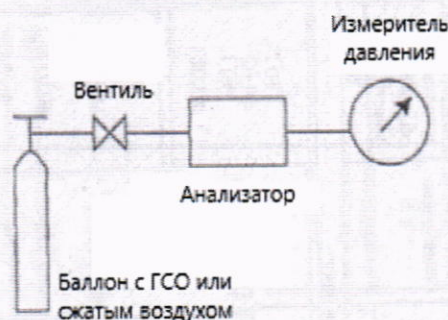 Измеритель
давления
Вентиль
Анализатор
Баллон с ГСО или
сжатым воздухом